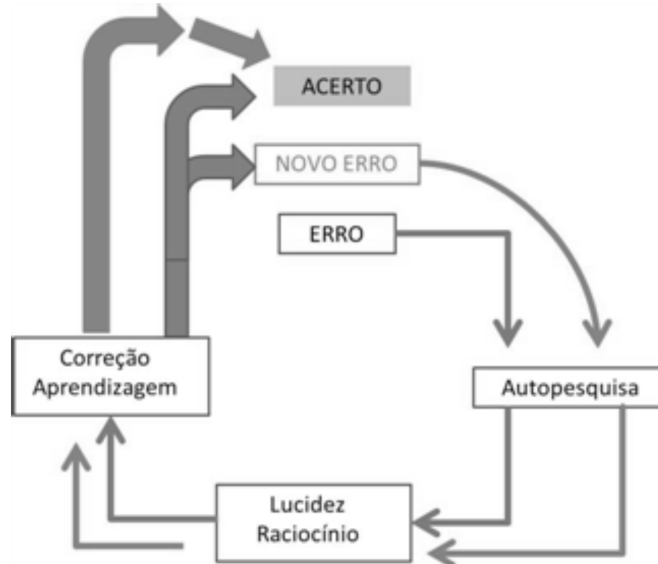 ACERTO
NOVO ERRO
ERRO
Correção
Aprendizagem
Autopesquisa
Lucidez
Raciocínio